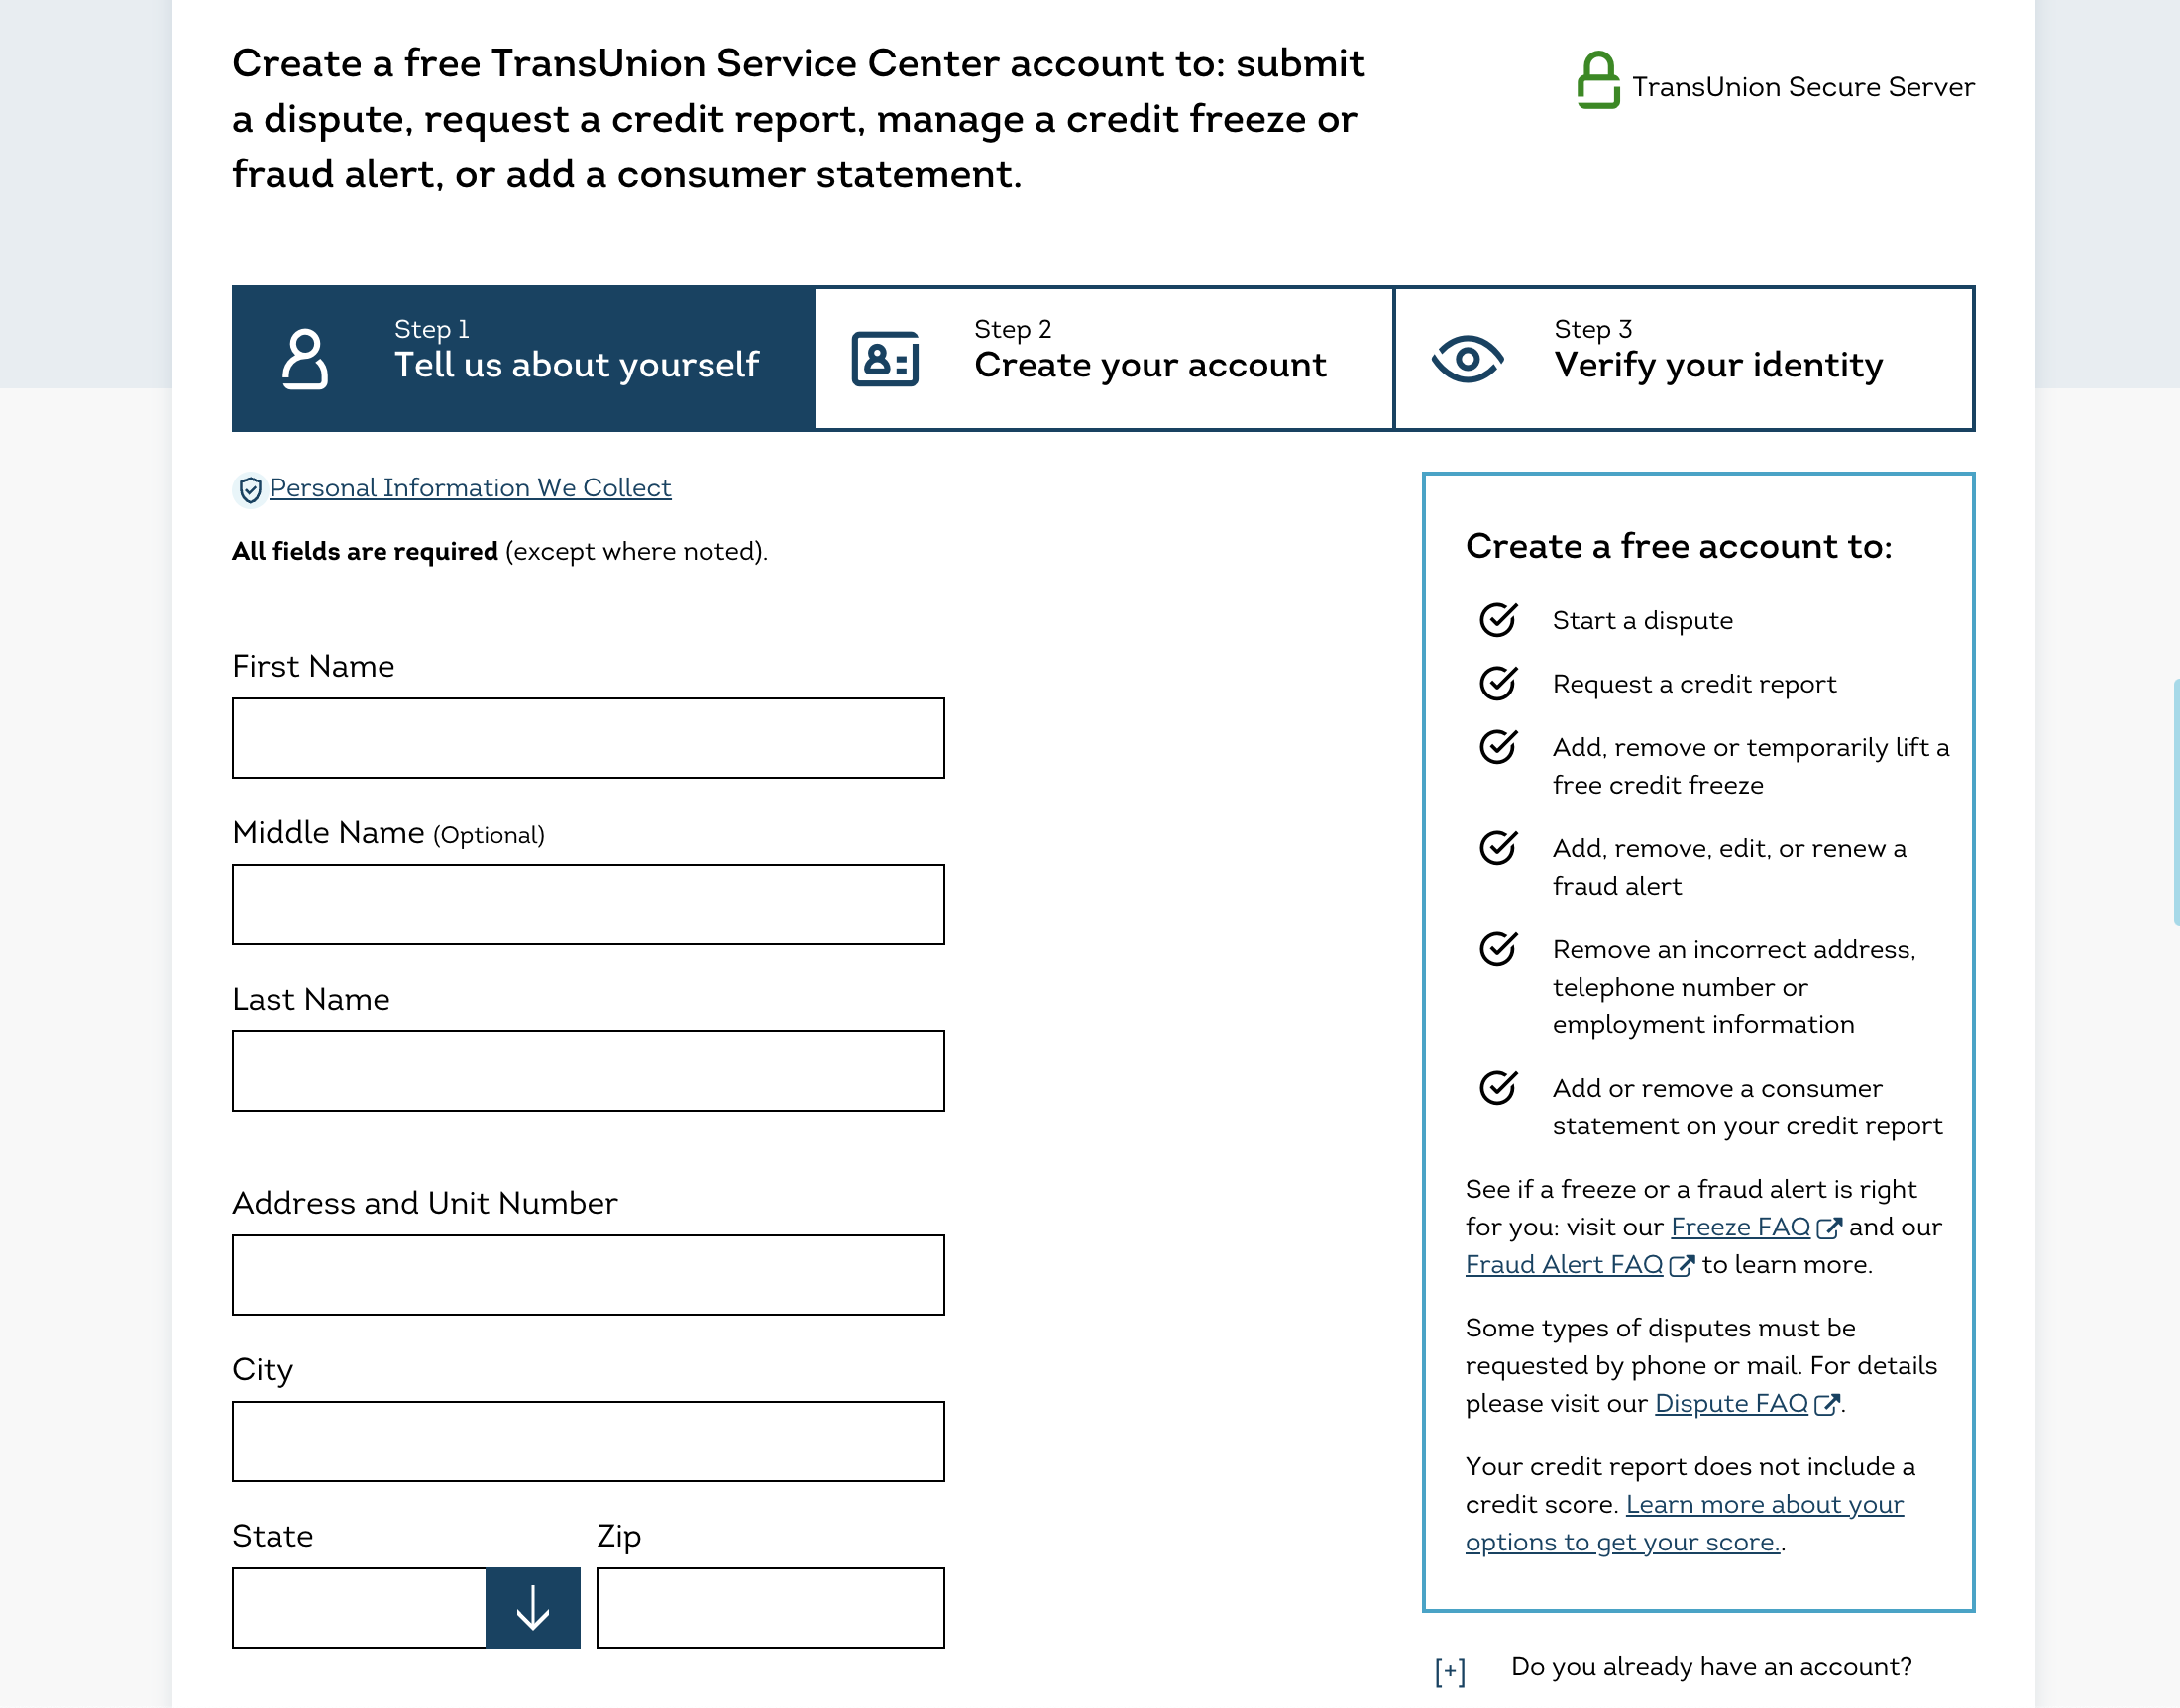 Create a free TransUnion Service Center account to: submit
a dispute, request a credit report, manage a credit freeze or
fraud alert, or add a consumer statement.
TransUnion Secure Server
Step 1
Tell us about yourself
Step 2
Create your account
Step 3
Verify your identity
Personal Information We Collect
All fields are required (except where noted).
First Name
Middle Name (Optional)
Last Name
Address and Unit Number
City
State
Zip
Create a free account to:
Start a dispute
Request a credit report
Add, remove or temporarily lift a
free credit freeze
Add, remove, edit, or renew a
fraud alert
Remove an incorrect address,
telephone number or
employment information
Add or remove a consumer
statement on your credit report
See if a freeze or a fraud alert is right
for you: visit our Freeze FAQ and our
Fraud Alert FAQ to learn more.
Some types of disputes must be
requested by phone or mail. For details
please visit our Dispute FAQ.
Your credit report does not include a
credit score. Learn more about your
options to get your score..
[+] Do you already have an account?